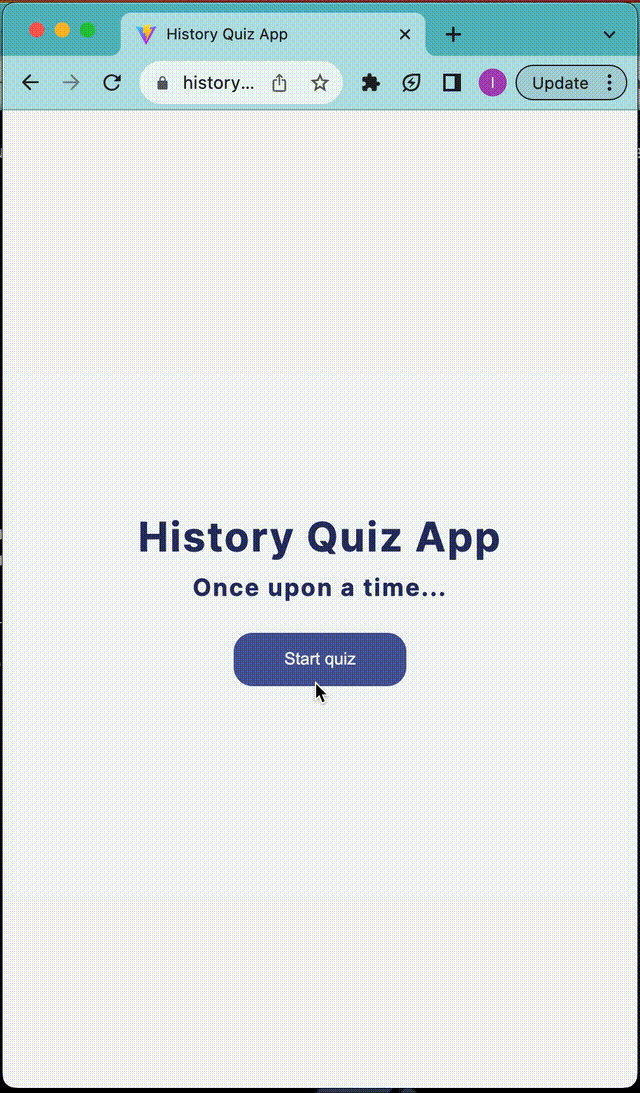 History Quiz App
history...
I
Update
History Quiz App
Once upon a time...
Start quiz